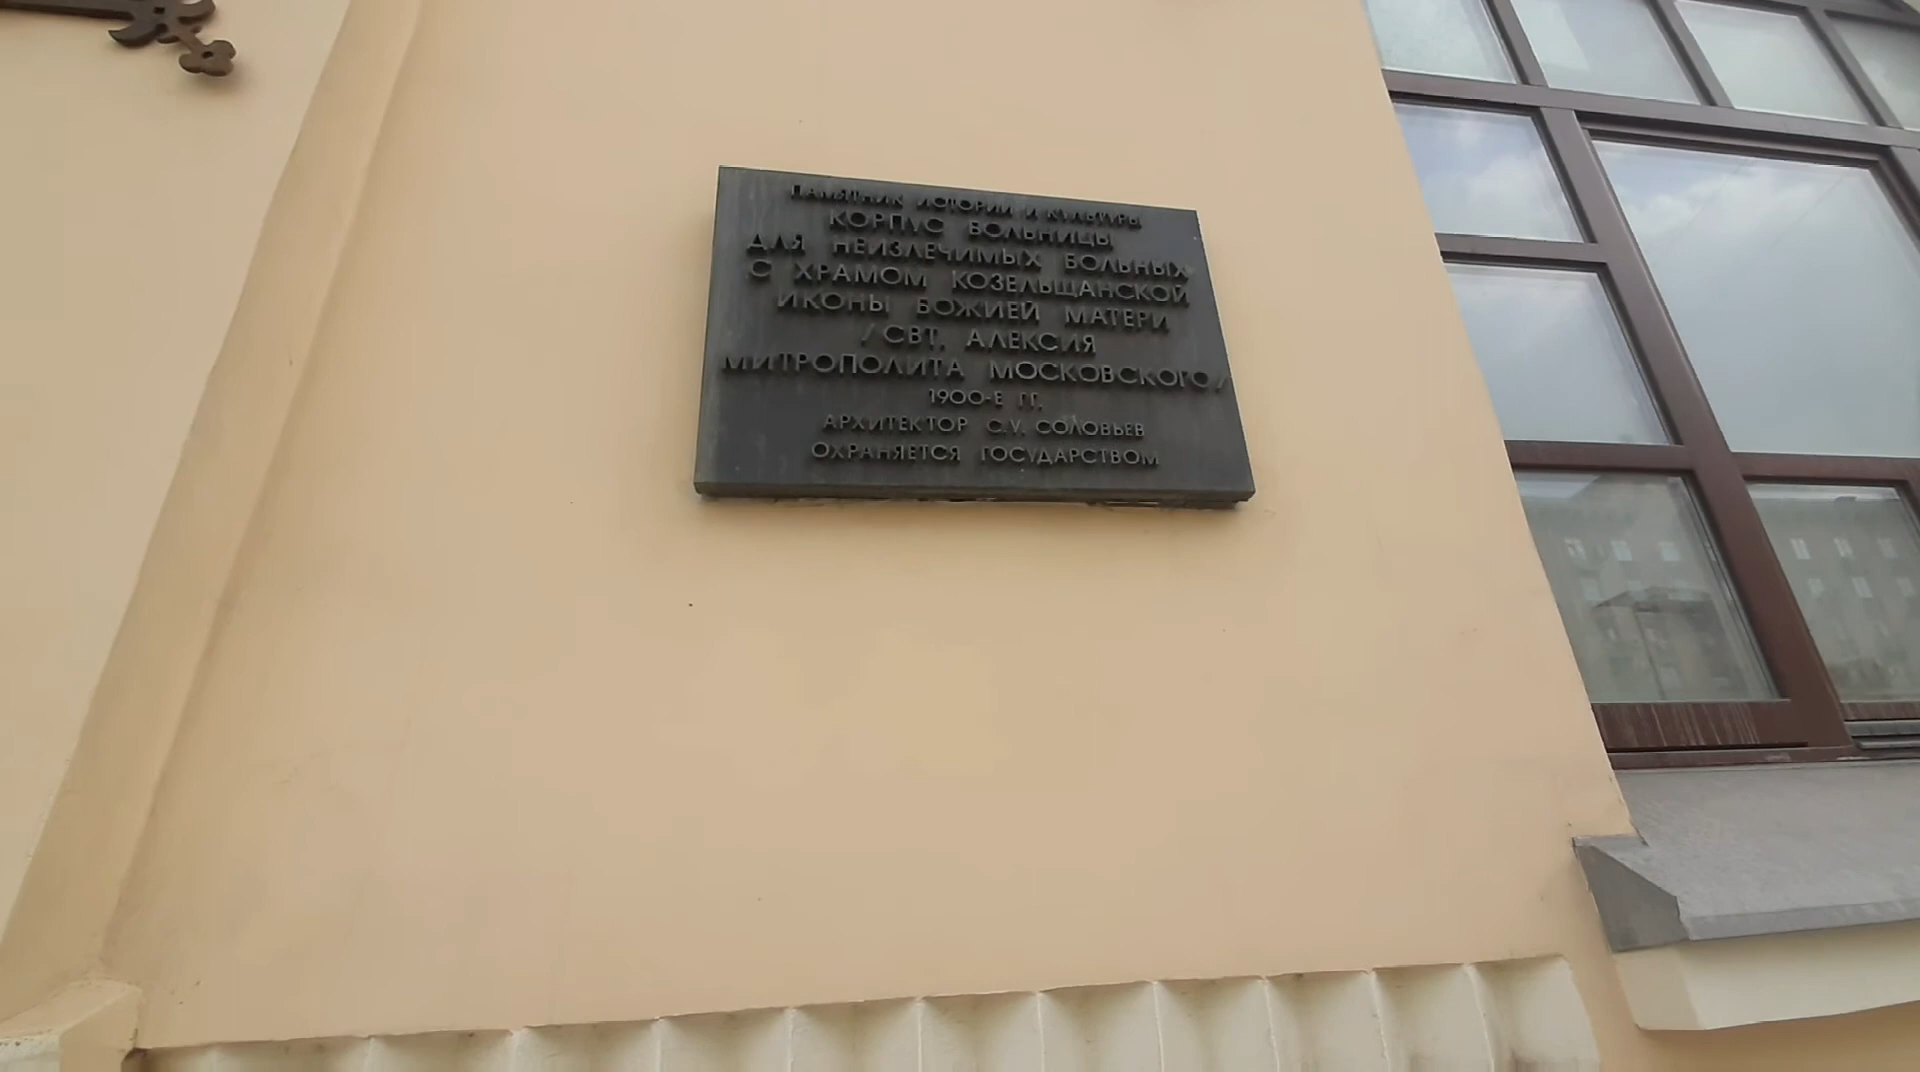 ПАМЯТНИК ИСТОРИИ И КУЛЬТУРЫ
КОРПУС БОЛЬНИЦЫ
ДЛЯ НЕИЗЛЕЧИМЫХ БОЛЬНЫХ
С ХРАМОМ КОЗЕЛЬЩАНСКОЙ
ИКОНЫ БОЖИЕЙ МАТЕРИ
/СВТ. АЛЕКСИЯ
МИТРОПОЛИТА МОСКОВСКОГО/
1900-Е ГГ.
АРХИТЕКТОР С.У. СОЛОВЬЕВ
ОХРАНЯЕТСЯ ГОСУДАРСТВОМ